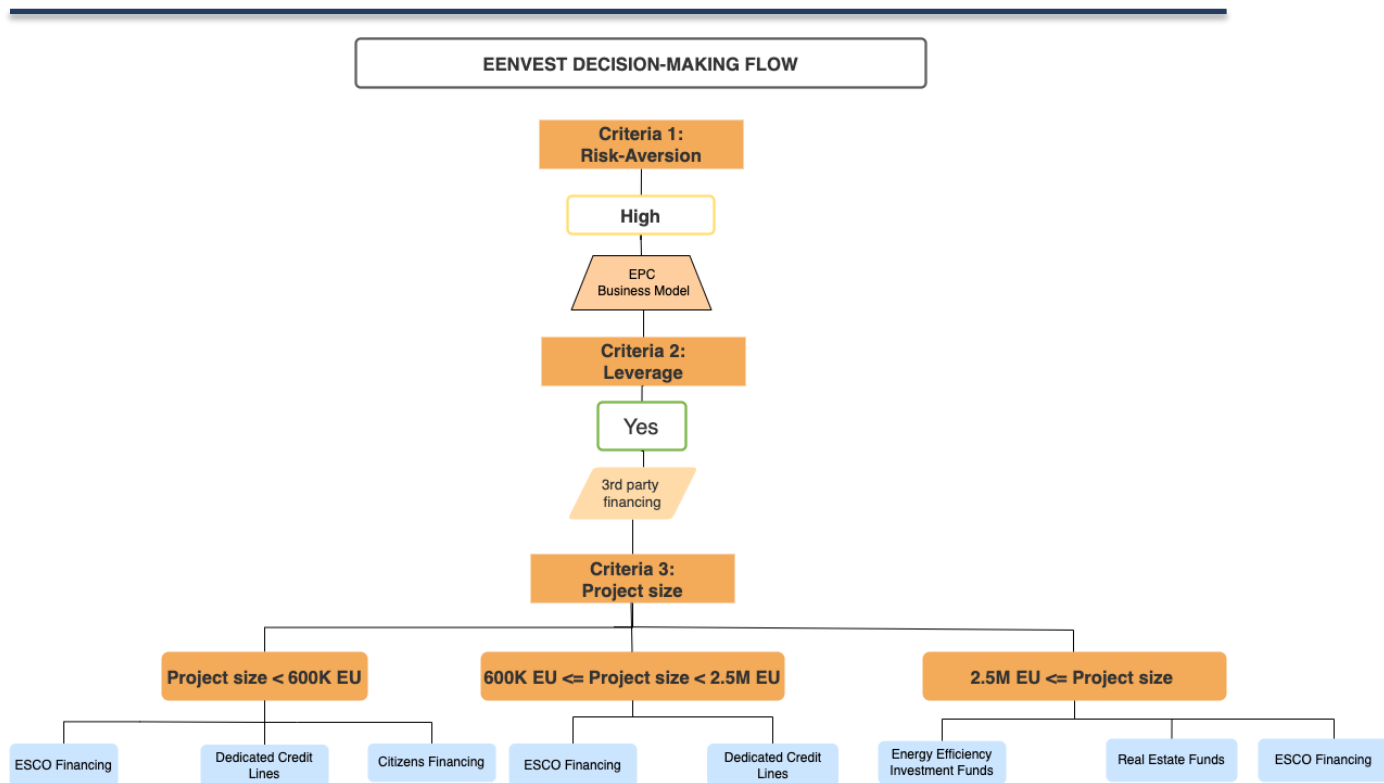 EENVEST DECISION-MAKING FLOW
Criteria 1:
Risk-Aversion
High
EPC
Business Model
Criteria 2:
Leverage
Yes
3rd party
financing
Criteria 3:
Project size
Project size < 600K EU
600K EU <= Project size < 2.5M EU
2.5M EU <= Project size
ESCO Financing
Dedicated Credit
Lines
Citizens Financing
ESCO Financing
Dedicated Credit
Lines
Energy Efficiency
Investment Funds
Real Estate Funds
ESCO Financing